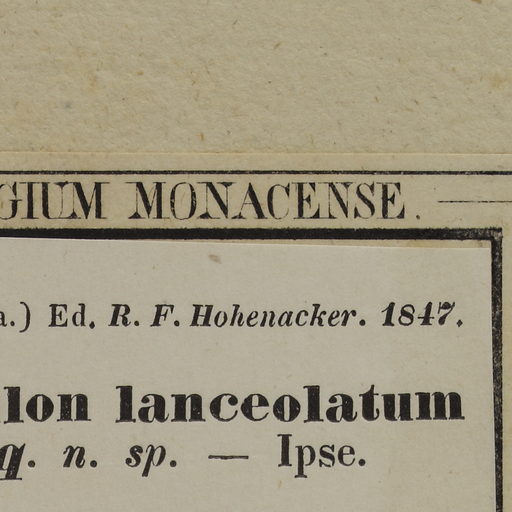 GIUM MONACENSE.
a.) Ed. R. F. Hohenacker. 1847.
lon lanceolatum
q. n. sp. — Ipse.